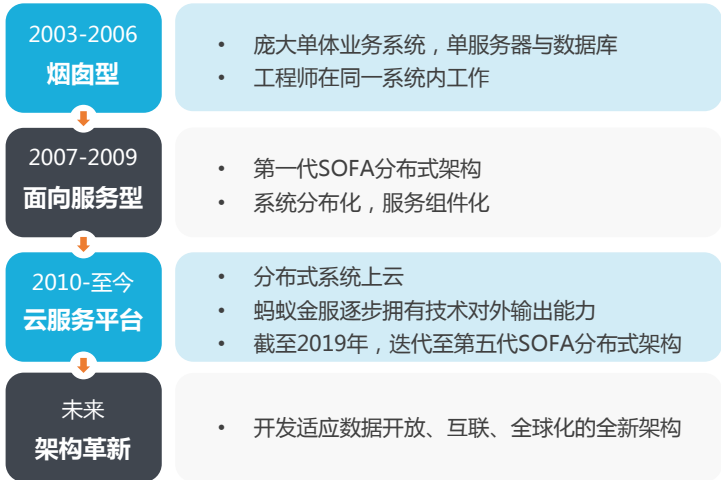 2003-2006
烟囱型
• 庞大单体业务系统，单服务器与数据库
• 工程师在同一系统内工作
2007-2009
面向服务型
• 第一代SOFA分布式架构
• 系统分布化，服务组件化
2010-至今
云服务平台
• 分布式系统上云
• 蚂蚁金服逐步拥有技术对外输出能力
• 截至2019年，迭代至第五代SOFA分布式架构
未来
架构革新
• 开发适应数据开放、互联、全球化的全新架构